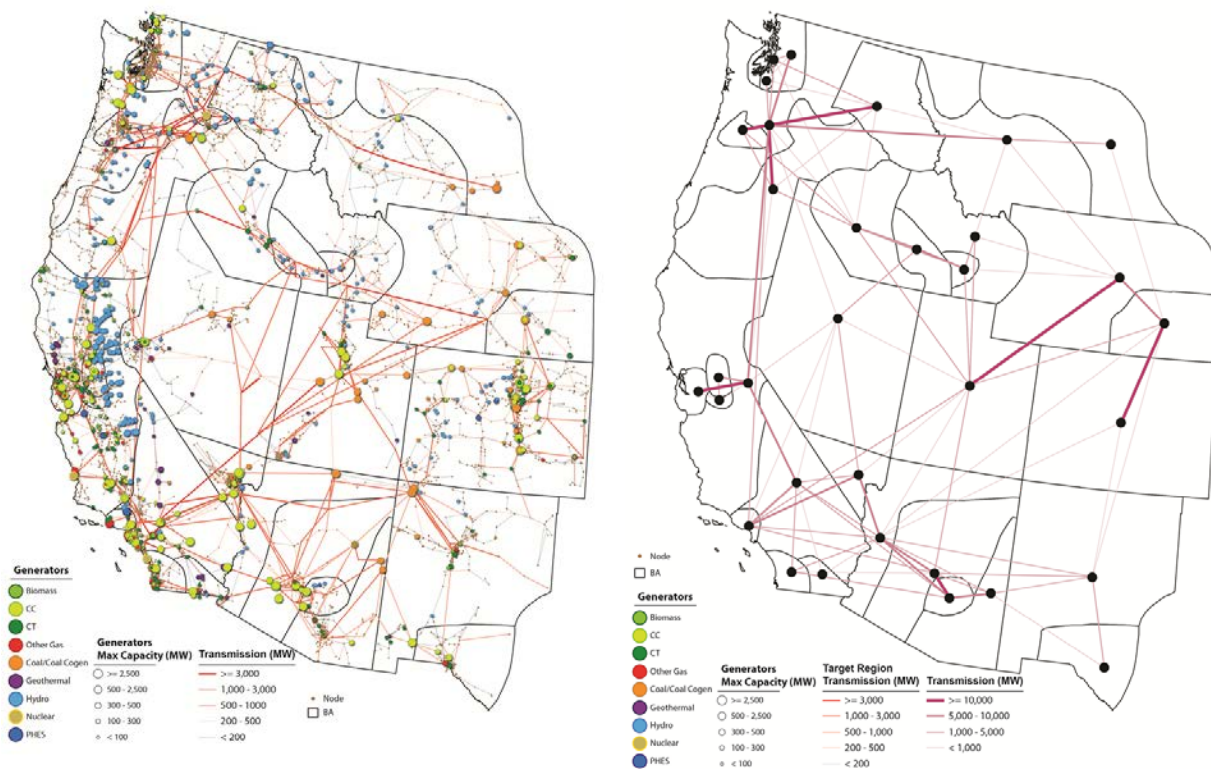 Generators
Biomass
CC
CT
Other Gas
Coal/Coal Cogen
Geothermal
Hydro
Nuclear
PHES
Generators
Max Capacity (MW)
>= 2,500
500 - 2,500
300 - 500
100 - 300
< 100
Transmission (MW)
>= 3,000
1,000 - 3,000
500 - 1000
200 - 500
< 200
Node
BA
Node
BA
Generators
Biomass
CC
CT
Other Gas
Coal/Coal Cogen
Geothermal
Hydro
Nuclear
PHES
Generators
Max Capacity (MW)
>= 2,500
500 - 2,500
300 - 500
100 - 300
< 100
Target Region
Transmission (MW)
>= 3,000
1,000 - 3,000
500 - 1,000
200 - 500
< 200
Transmission (MW)
>= 10,000
5,000 - 10,000
1,000 - 5,000
< 1,000